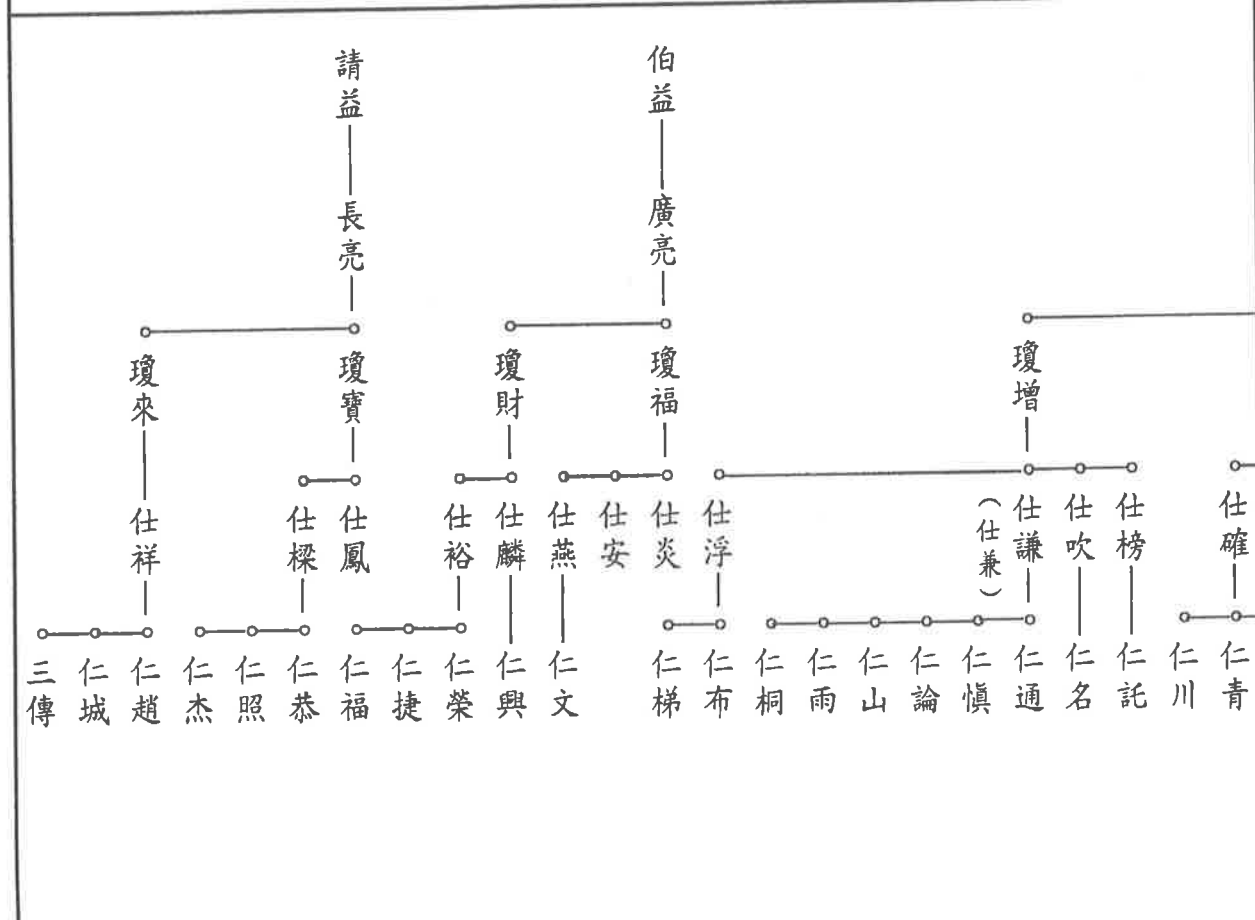 伯益
請益
廣亮
長亮
瓊增
瓊福
瓊財
瓊寶
瓊來
仕確
仕榜
仕吹
仕謙
（仕兼）
仕浮
仕炎
仕安
仕燕
仕麟
仕裕
仕鳳
仕樑
仕祥
仁青
仁川
仁託
仁名
仁通
仁慎
仁論
仁山
仁雨
仁桐
仁布
仁梯
仁文
仁興
仁榮
仁捷
仁福
仁恭
仁照
仁杰
仁趙
仁城
三傳